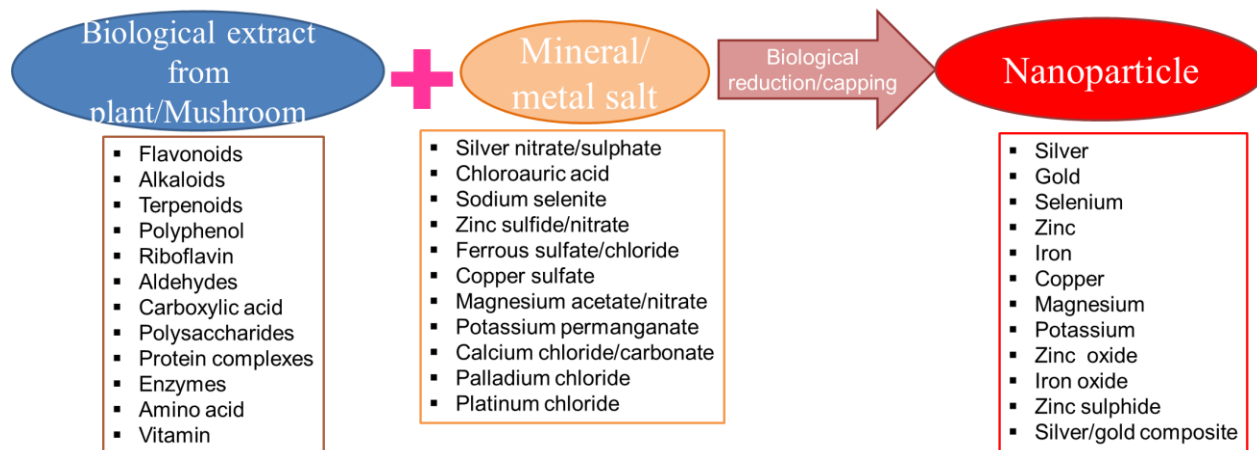 Biological extract
from
plant/Mushroom
Mineral/
metal salt
Biological
reduction/capping
Nanoparticle
▪ Flavonoids
▪ Alkaloids
▪ Terpenoids
▪ Polyphenol
▪ Riboflavin
▪ Aldehydes
▪ Carboxylic acid
▪ Polysaccharides
▪ Protein complexes
▪ Enzymes
▪ Amino acid
▪ Vitamin
▪ Silver nitrate/sulphate
▪ Chloroauric acid
▪ Sodium selenite
▪ Zinc sulfide/nitrate
▪ Ferrous sulfate/chloride
▪ Copper sulfate
▪ Magnesium acetate/nitrate
▪ Potassium permanganate
▪ Calcium chloride/carbonate
▪ Palladium chloride
▪ Platinum chloride
▪ Silver
▪ Gold
▪ Selenium
▪ Zinc
▪ Iron
▪ Copper
▪ Magnesium
▪ Potassium
▪ Zinc oxide
▪ Iron oxide
▪ Zinc sulphide
▪ Silver/gold composite